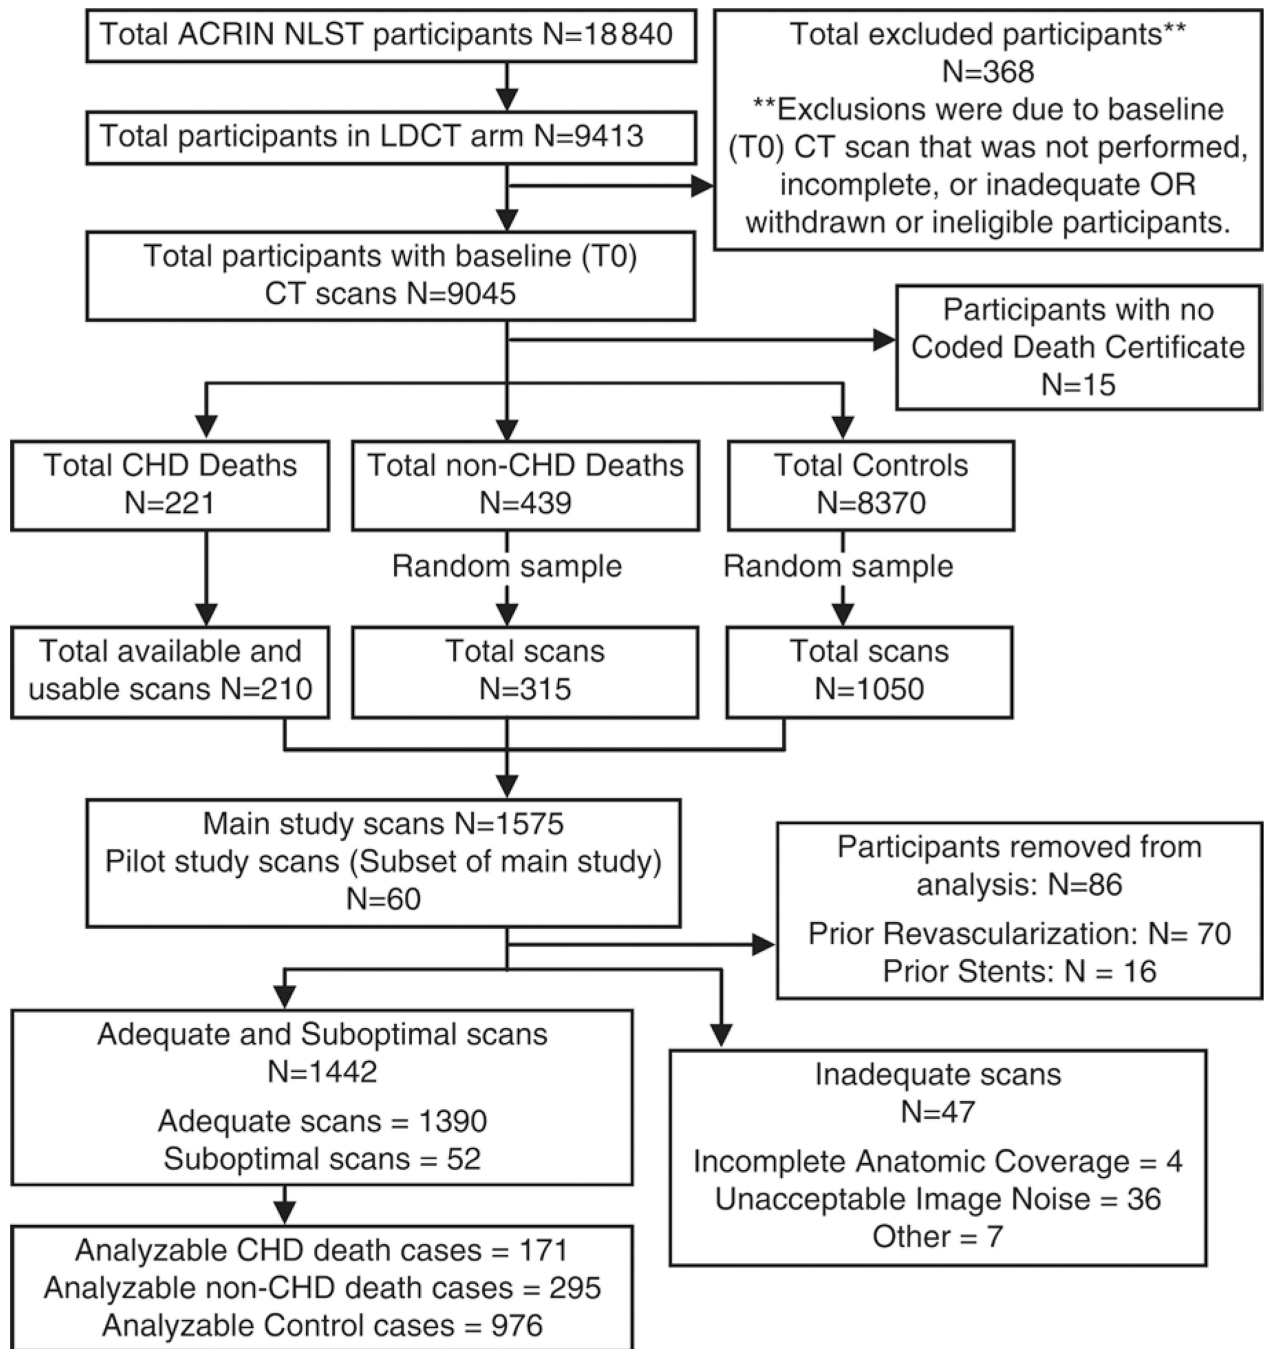 Total ACRIN NLST participants N=18840
Total excluded participants**
N=368
**Exclusions were due to baseline
(T0) CT scan that was not performed,
incomplete, or inadequate OR
withdrawn or ineligible participants.
Total participants in LDCT arm N=9413
Total participants with baseline (T0)
CT scans N=9045
Participants with no
Coded Death Certificate
N=15
Total CHD Deaths
N=221
Total non-CHD Deaths
N=439
Total Controls
N=8370
Random sample
Random sample
Total available and
usable scans N=210
Total scans
N=315
Total scans
N=1050
Main study scans N=1575
Pilot study scans (Subset of main study)
N=60
Participants removed from
analysis: N=86
Prior Revascularization: N= 70
Prior Stents: N = 16
Adequate and Suboptimal scans
N=1442
Adequate scans = 1390
Suboptimal scans = 52
Inadequate scans
N=47
Incomplete Anatomic Coverage = 4
Unacceptable Image Noise = 36
Other = 7
Analyzable CHD death cases = 171
Analyzable non-CHD death cases = 295
Analyzable Control cases = 976